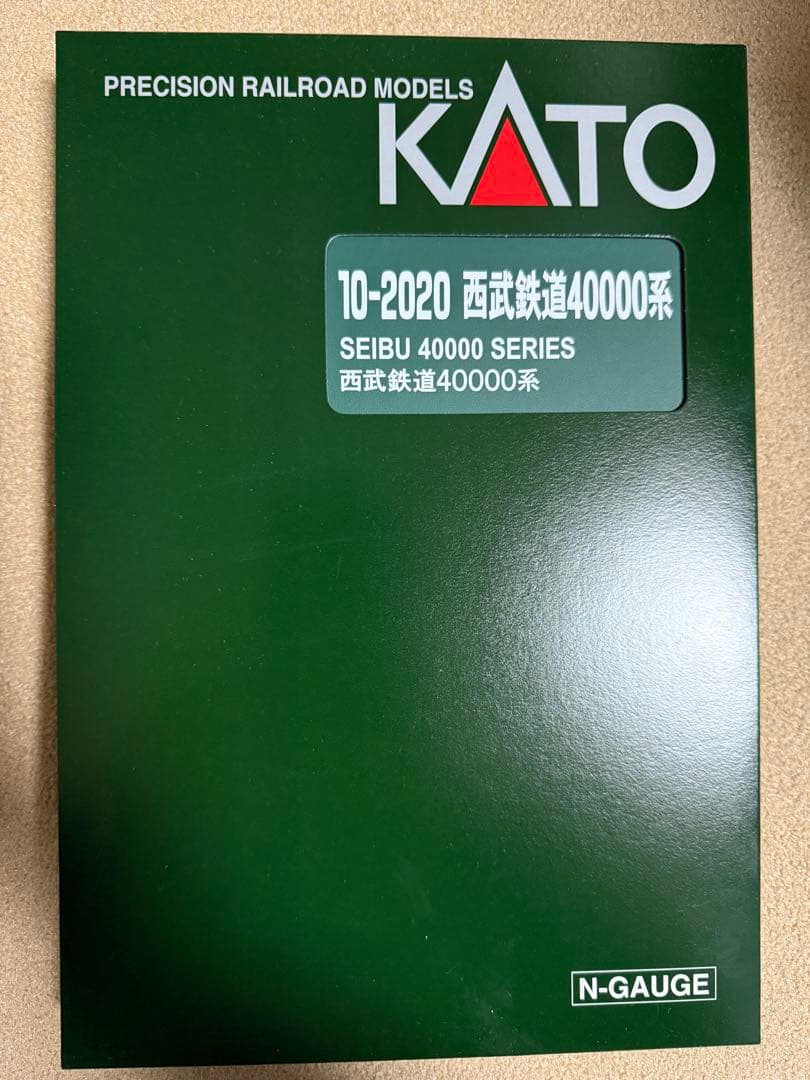 PRECISION RAILROAD MODELS
KATO
10-2020 西武鉄道40000系
SEIBU 40000 SERIES
西武鉄道40000系
N-GAUGE